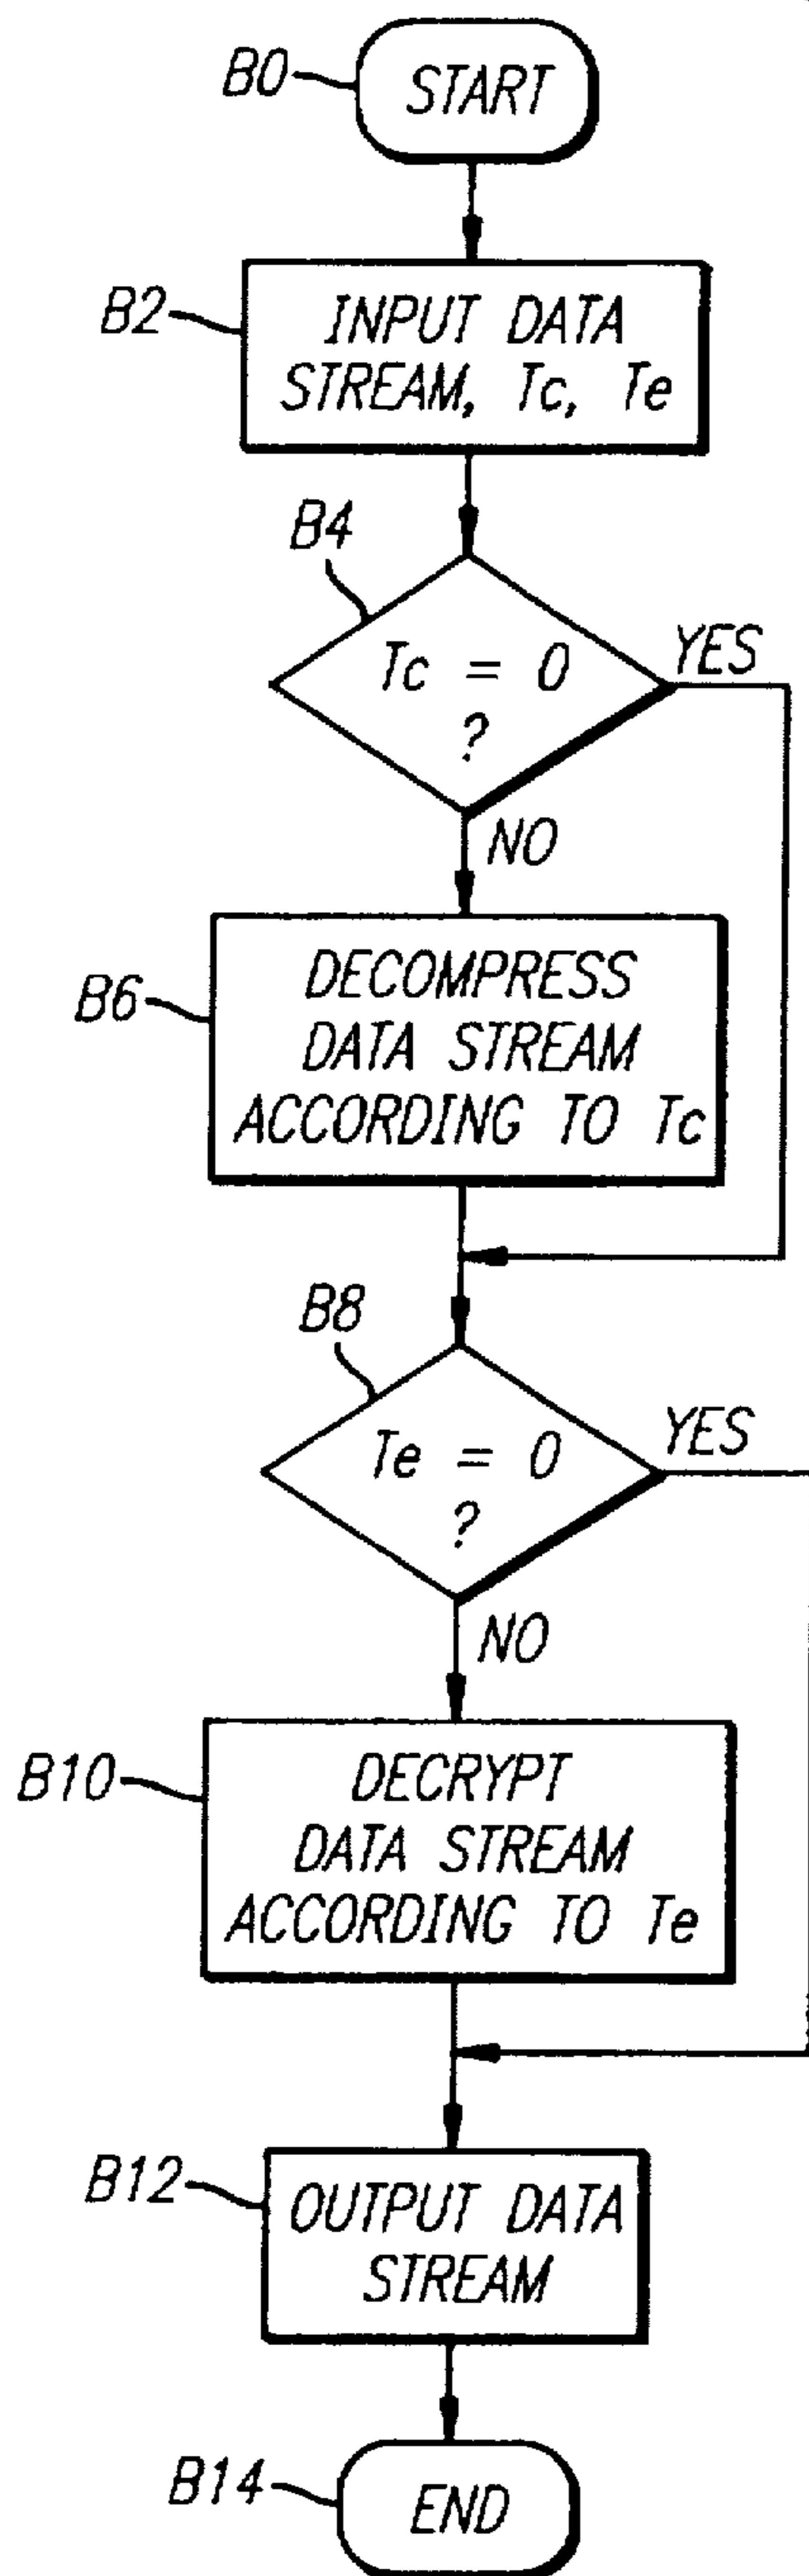 B0
START
B2
INPUT DATA
STREAM, Tc, Te
B4
Tc = 0
?
YES
NO
B6
DECOMPRESS
DATA STREAM
ACCORDING TO Tc
B8
Te = 0
?
YES
NO
B10
DECRYPT
DATA STREAM
ACCORDING TO Te
B12
OUTPUT DATA
STREAM
B14
END